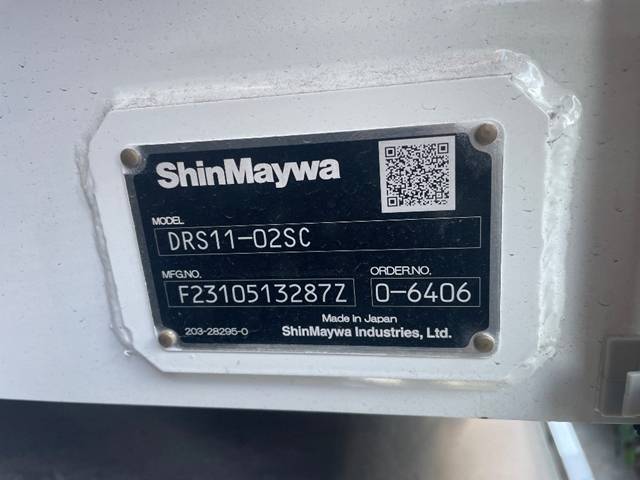 ShinMaywa
MODEL
DRS11-02SC
MFG.NO. ORDER.NO.
F2310513287Z 0-6406
Made in Japan
203-28295-0 ShinMaywa Industries, Ltd.